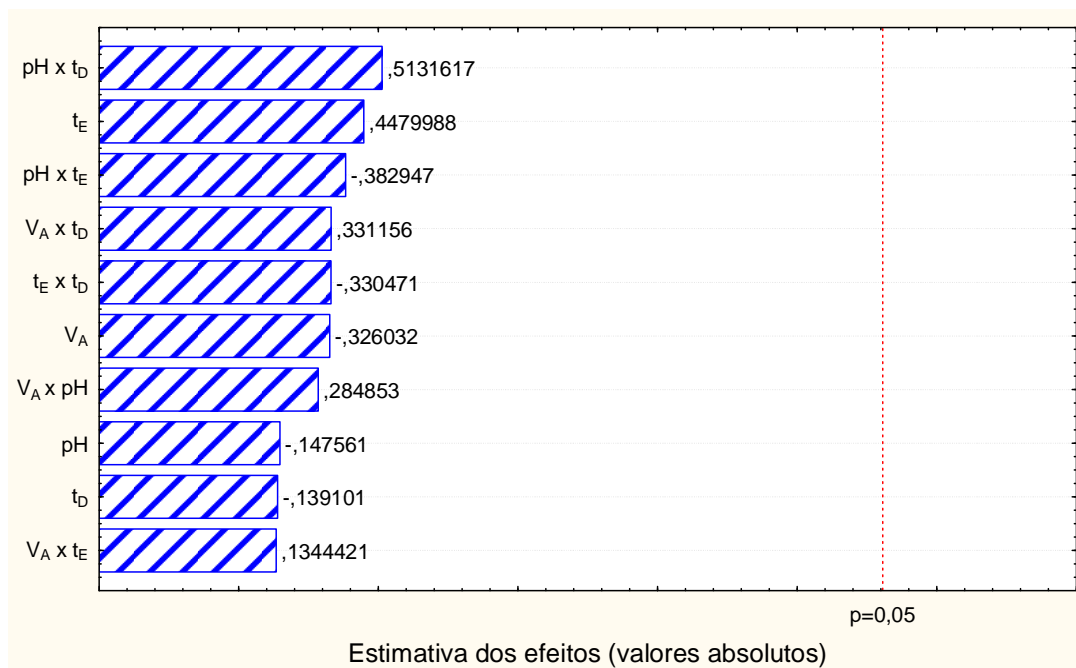 pH x tD ,5131617
tE ,4479988
pH x tE -,382947
VA x tD ,331156
tE x tD -,330471
VA -,326032
VA x pH ,284853
pH -,147561
tD -,139101
VA x tE ,1344421
p=0,05
Estimativa dos efeitos (valores absolutos)